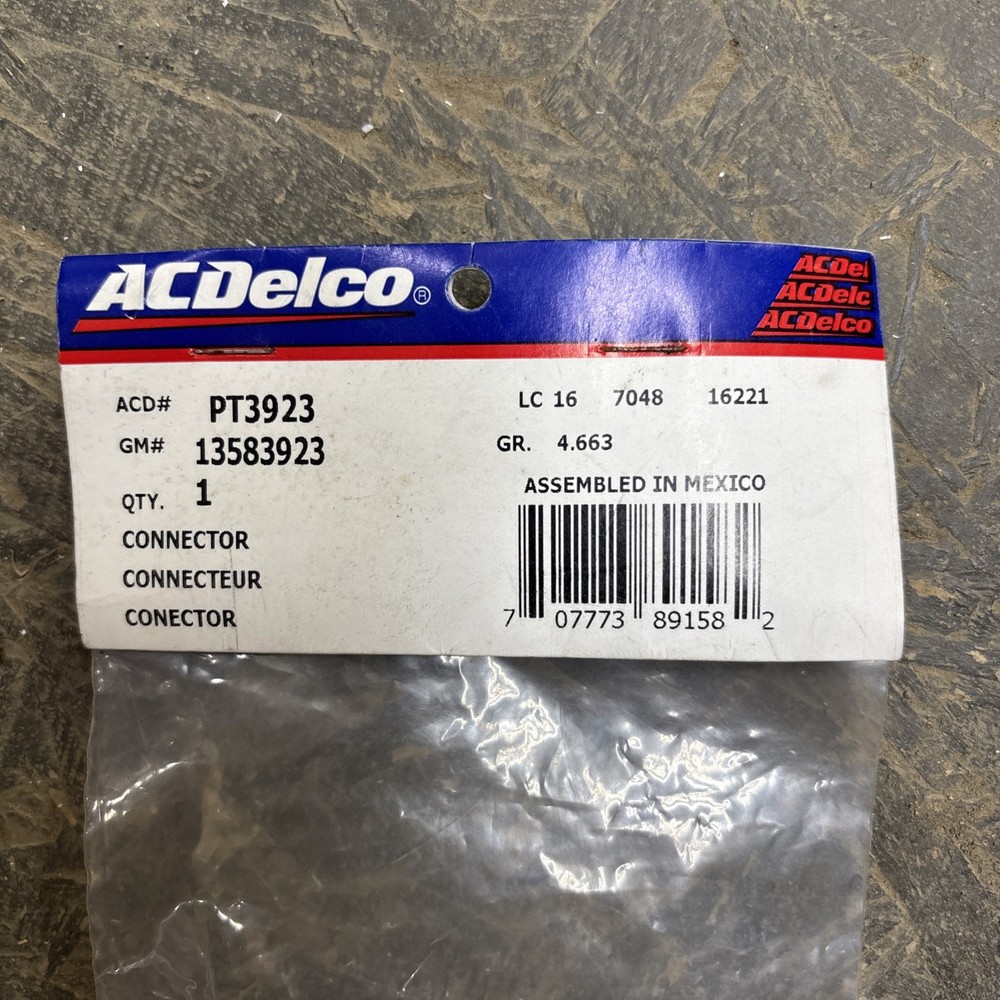 ACDelco®
ACDel
ACDelc
ACDelco
ACD# PT3923
GM# 13583923
QTY. 1
CONNECTOR
CONNECTEUR
CONECTOR
LC 16 7048 16221
GR. 4.663
ASSEMBLED IN MEXICO
7 07773 89158 2